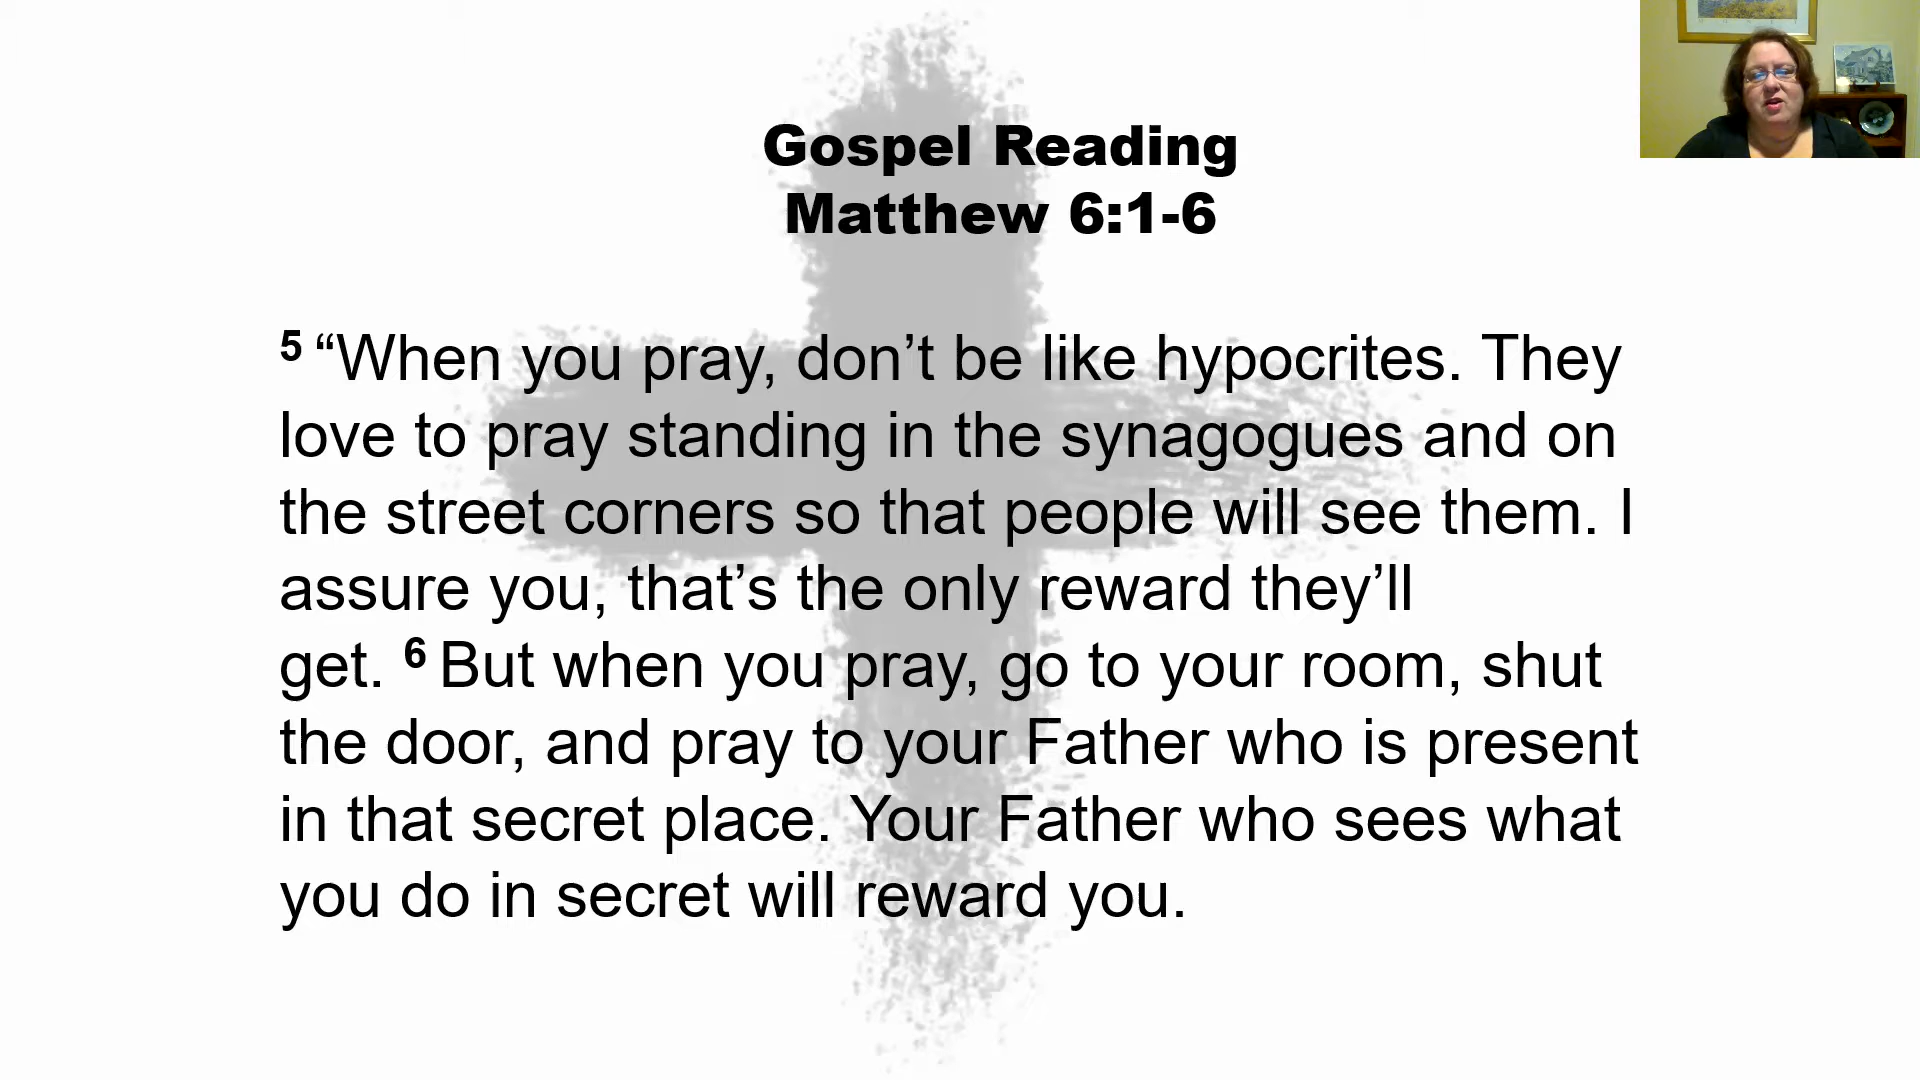 Gospel Reading
Matthew 6:1-6
5 “When you pray, don’t be like hypocrites. They
love to pray standing in the synagogues and on
the street corners so that people will see them. I
assure you, that’s the only reward they’ll
get. 6 But when you pray, go to your room, shut
the door, and pray to your Father who is present
in that secret place. Your Father who sees what
you do in secret will reward you.